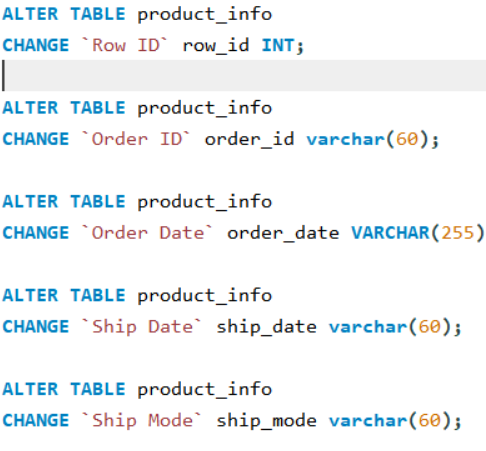 ALTER TABLE product_info
CHANGE `Row ID` row_id INT;
ALTER TABLE product_info
CHANGE `Order ID` order_id varchar(60);
ALTER TABLE product_info
CHANGE `Order Date` order_date VARCHAR(255)
ALTER TABLE product_info
CHANGE `Ship Date` ship_date varchar(60);
ALTER TABLE product_info
CHANGE `Ship Mode` ship_mode varchar(60);